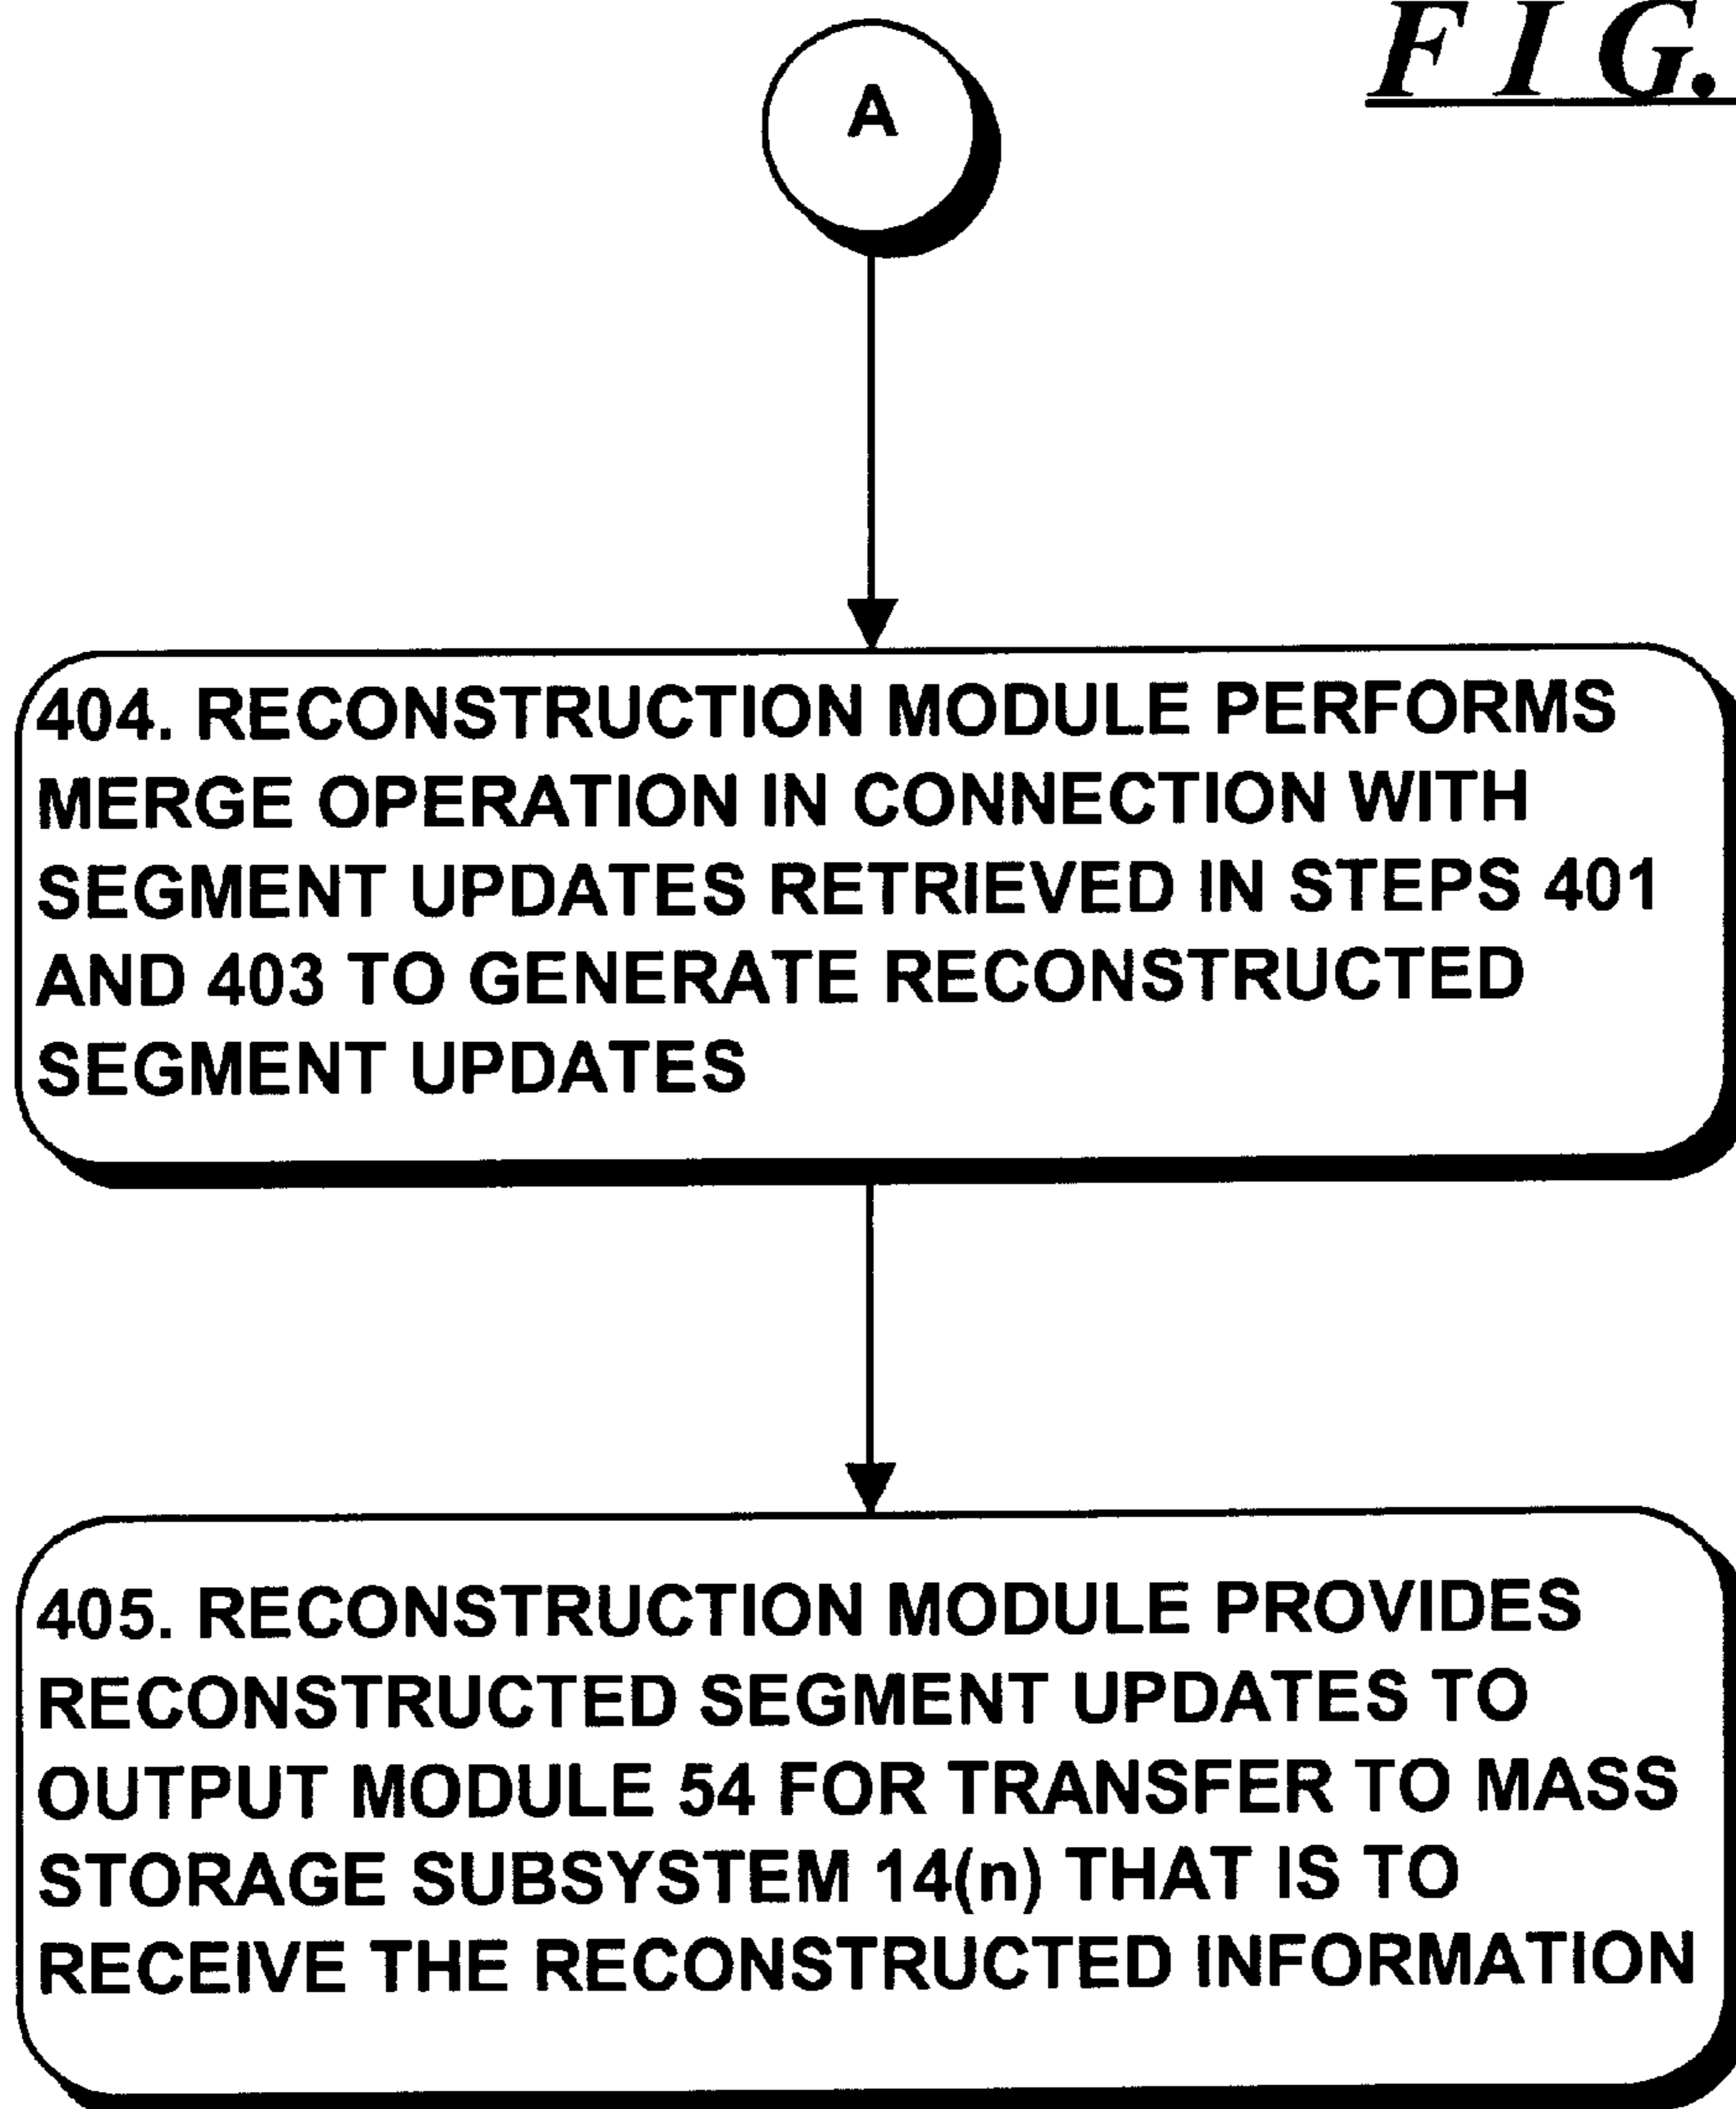 FIG.
A
404. RECONSTRUCTION MODULE PERFORMS
MERGE OPERATION IN CONNECTION WITH
SEGMENT UPDATES RETRIEVED IN STEPS 401
AND 403 TO GENERATE RECONSTRUCTED
SEGMENT UPDATES
405. RECONSTRUCTION MODULE PROVIDES
RECONSTRUCTED SEGMENT UPDATES TO
OUTPUT MODULE 54 FOR TRANSFER TO MASS
STORAGE SUBSYSTEM 14(n) THAT IS TO
RECEIVE THE RECONSTRUCTED INFORMATION